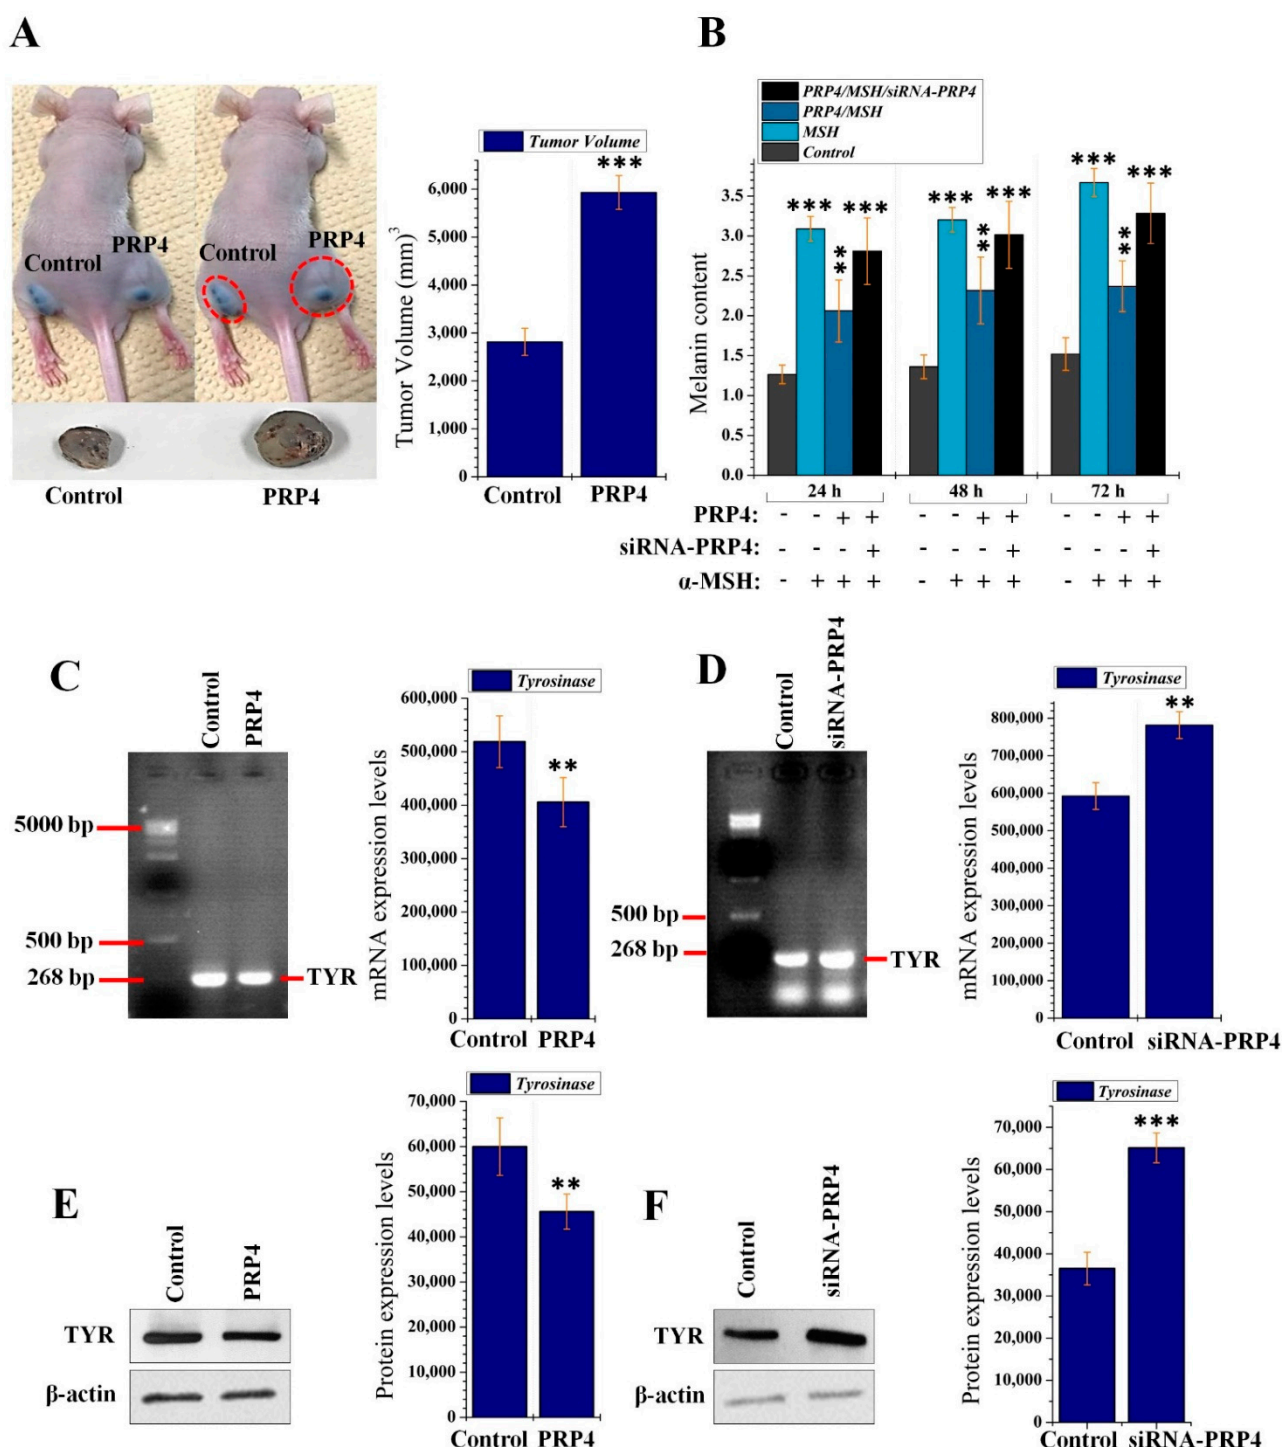 A
Control
PRP4
Control
PRP4
Control
PRP4
Tumor Volume
Tumor Volume (mm)³
6,000
5,000
4,000
3,000
2,000
1,000
0
***
Control
PRP4
B
PRP4/MSH/siRNA-PRP4
PRP4/MSH
MSH
Control
Melanin content
3.5
3.0
2.5
2.0
1.5
1.0
0.5
0.0
*** ** ***
*** ** ***
*** ** ***
24 h 48 h 72 h
PRP4: - - + + - - + + - - + +
siRNA-PRP4: - - - + - - - + - - - +
α-MSH: - + + + - + + + - + + +
C
Control
PRP4
5000 bp
500 bp
268 bp
TYR
Tyrosinase
mRNA expression levels
600,000
500,000
400,000
300,000
200,000
100,000
0
**
Control PRP4
D
Control
siRNA-PRP4
500 bp
268 bp
TYR
Tyrosinase
mRNA expression levels
800,000
700,000
600,000
500,000
400,000
300,000
200,000
100,000
0
**
Control siRNA-PRP4
E
Control
PRP4
TYR
β-actin
Tyrosinase
Protein expression levels
70,000
60,000
50,000
40,000
30,000
20,000
10,000
0
**
Control PRP4
F
Control
siRNA-PRP4
TYR
β-actin
Tyrosinase
Protein expression levels
70,000
60,000
50,000
40,000
30,000
20,000
10,000
0
***
Control siRNA-PRP4